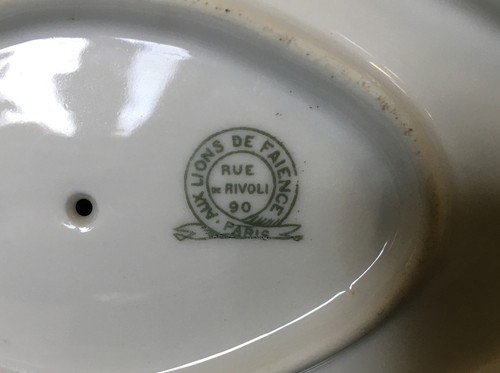 AUX LIONS DE FAIENCE
RUE
DE RIVOLI
90
PARIS